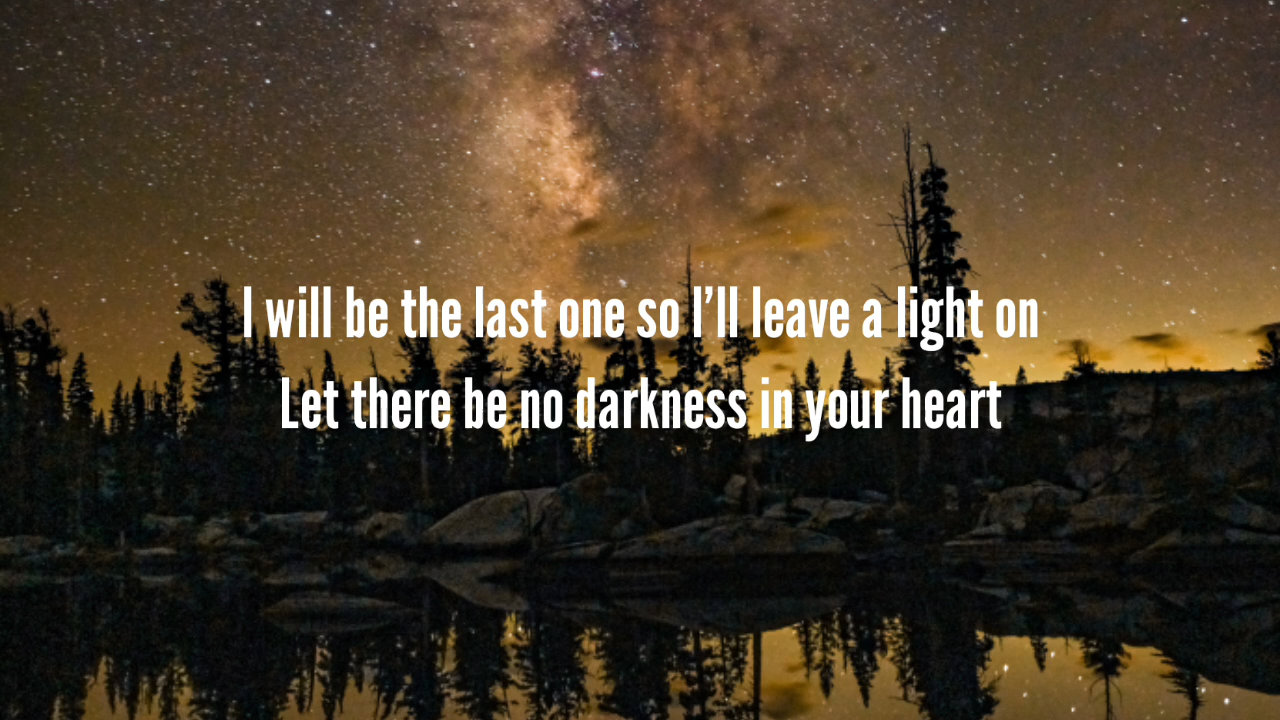 I will be the last one so I’ll leave a light on
Let there be no darkness in your heart